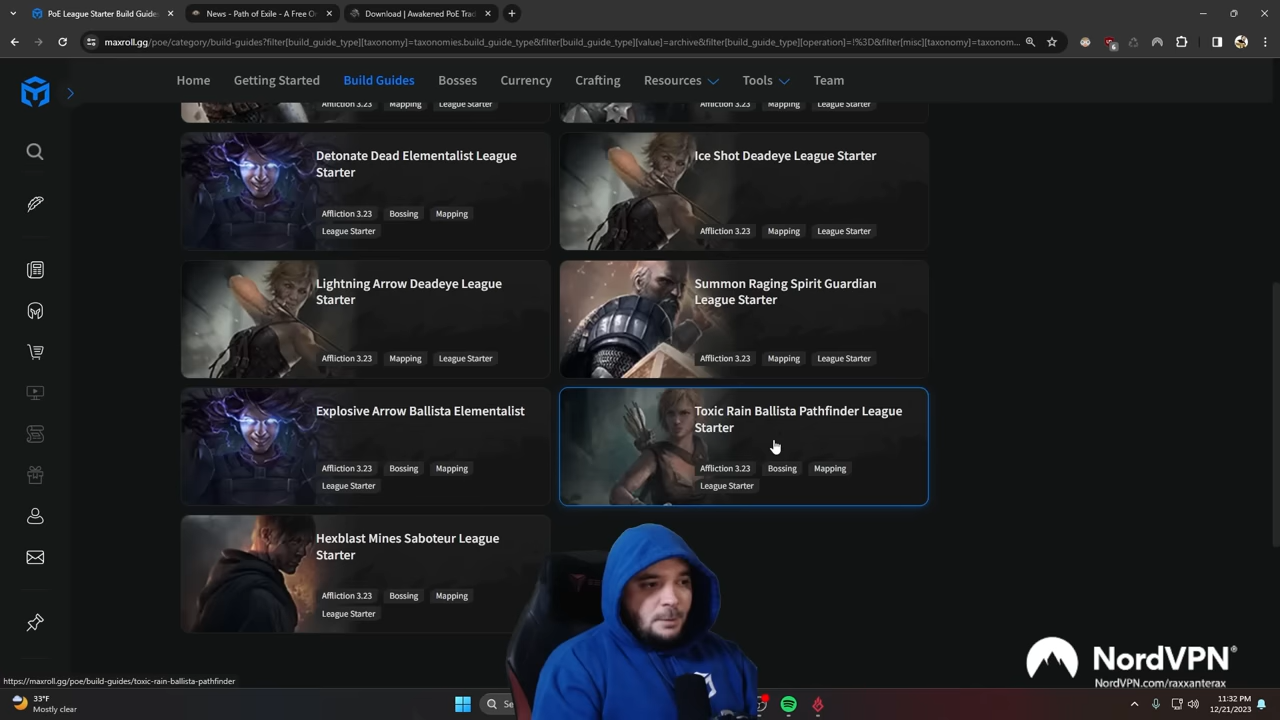 PoE League Starter Build Guide
News - Path of Exile - A Free O
Download | Awakened PoE Trad
maxroll.gg/poe/category/build-guides?filter[build_guide_type][taxonomy]=taxonomies.build_guide_type&filter[build_guide_type][value]=archive&filter[build_guide_type][operation]=!%3D&filter[misc][taxonomy]=taxonom...
Home Getting Started Build Guides Bosses Currency Crafting Resources Tools Team
Affliction 3.23 Mapping League Starter
Affliction 3.23 Mapping League Starter
Detonate Dead Elementalist League
Starter
Affliction 3.23 Bossing Mapping
League Starter
Ice Shot Deadeye League Starter
Affliction 3.23 Mapping League Starter
Lightning Arrow Deadeye League
Starter
Affliction 3.23 Mapping League Starter
Summon Raging Spirit Guardian
League Starter
Affliction 3.23 Mapping League Starter
Explosive Arrow Ballista Elementalist
Affliction 3.23 Bossing Mapping
League Starter
Toxic Rain Ballista Pathfinder League
Starter
Affliction 3.23 Bossing Mapping
League Starter
Hexblast Mines Saboteur League
Starter
Affliction 3.23 Bossing Mapping
League Starter
NordVPN®
NordVPN.com/raxxanterax
https://maxroll.gg/poe/build-guides/toxic-rain-ballista-pathfinder
33°F
Mostly clear
Se
11:32 PM
12/21/2023